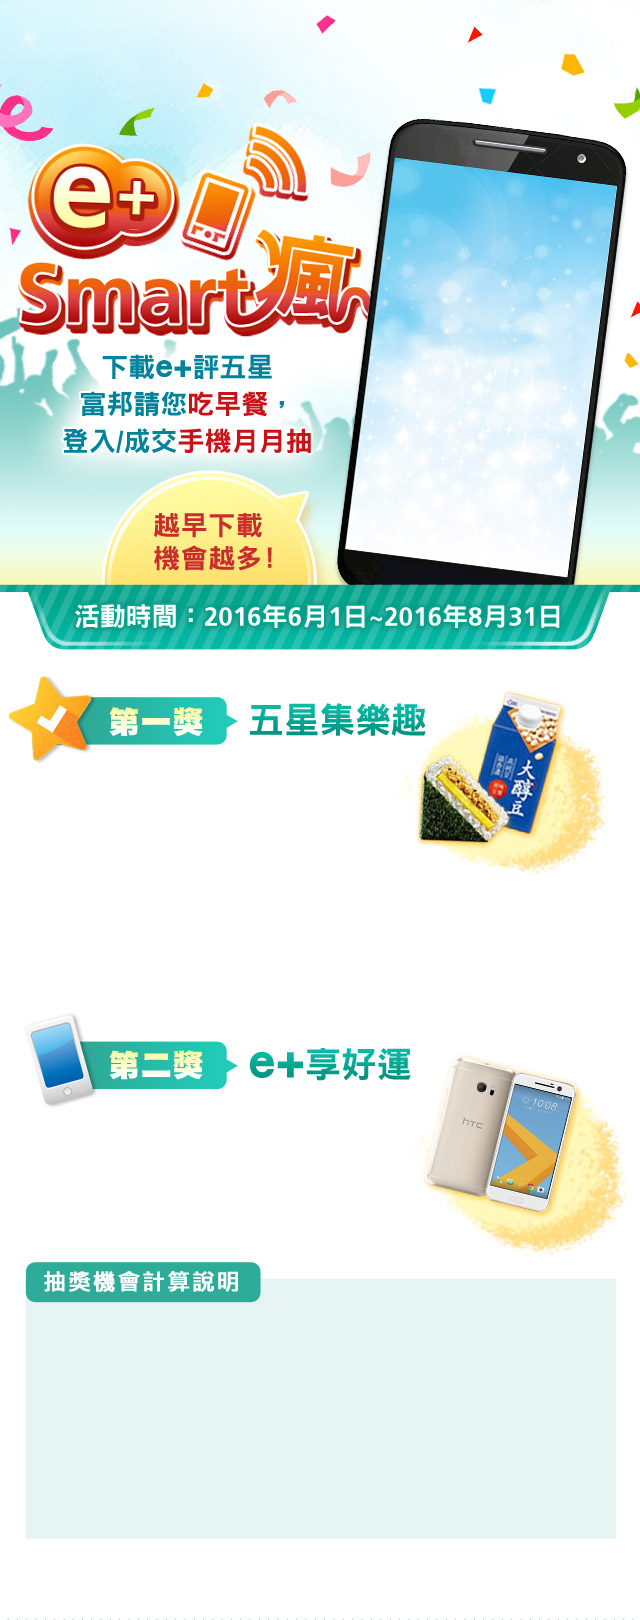 e+
Smart瘋
下載e+評五星
富邦請您吃早餐，
登入/成交手機月月抽
越早下載
機會越多!
活動時間：2016年6月1日~2016年8月31日
第一獎
五星集樂趣
大醇豆
第二獎
e+享好運
10:08
hTC
抽獎機會計算說明